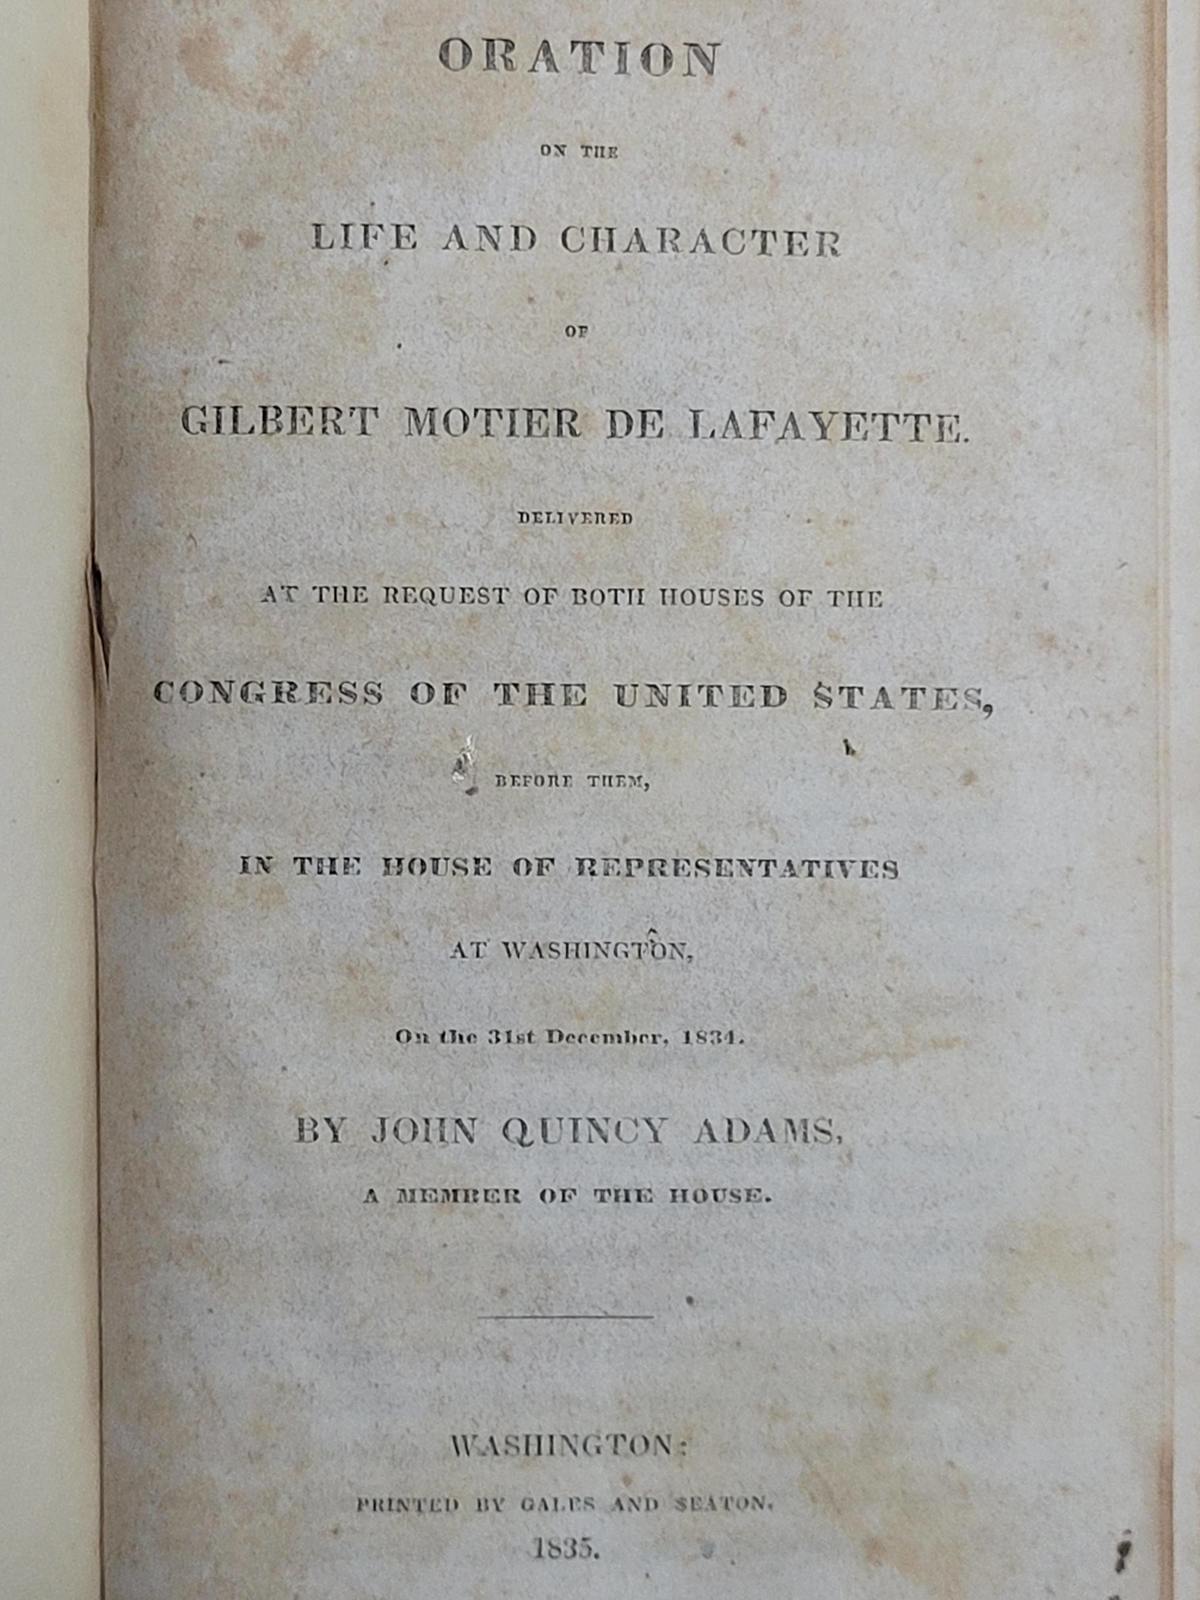 ORATION
ON THE
LIFE AND CHARACTER
OF
GILBERT MOTIER DE LAFAYETTE.
DELIVERED
AT THE REQUEST OF BOTH HOUSES OF THE
CONGRESS OF THE UNITED STATES,
BEFORE THEM,
IN THE HOUSE OF REPRESENTATIVES
AT WASHINGTON,
On the 31st December, 1834.
BY JOHN QUINCY ADAMS,
A MEMBER OF THE HOUSE.
WASHINGTON:
PRINTED BY GALES AND SEATON.
1835.